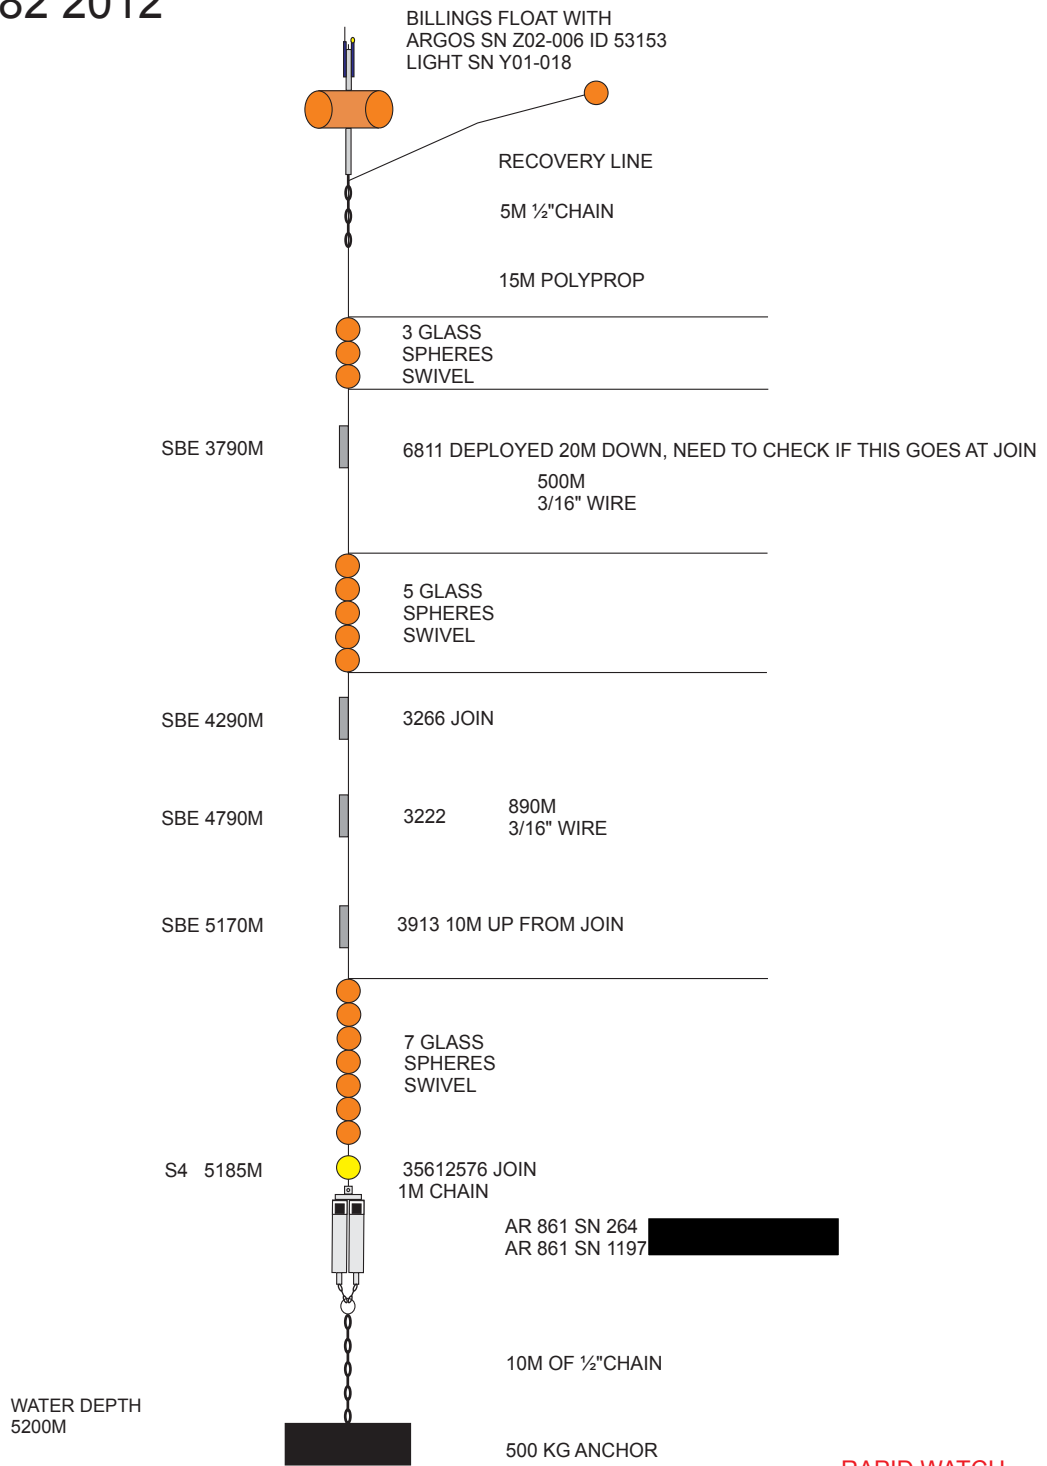 82 2012
BILLINGS FLOAT WITH
ARGOS SN Z02-006 ID 53153
LIGHT SN Y01-018
RECOVERY LINE
5M ½"CHAIN
15M POLYPROP
3 GLASS
SPHERES
SWIVEL
SBE 3790M
6811 DEPLOYED 20M DOWN, NEED TO CHECK IF THIS GOES AT JOIN
500M
3/16" WIRE
5 GLASS
SPHERES
SWIVEL
SBE 4290M
3266 JOIN
SBE 4790M
3222
890M
3/16" WIRE
SBE 5170M
3913 10M UP FROM JOIN
7 GLASS
SPHERES
SWIVEL
S4 5185M
35612576 JOIN
1M CHAIN
AR 861 SN 264
AR 861 SN 1197
10M OF ½"CHAIN
WATER DEPTH
5200M
500 KG ANCHOR
RAPID WATCH